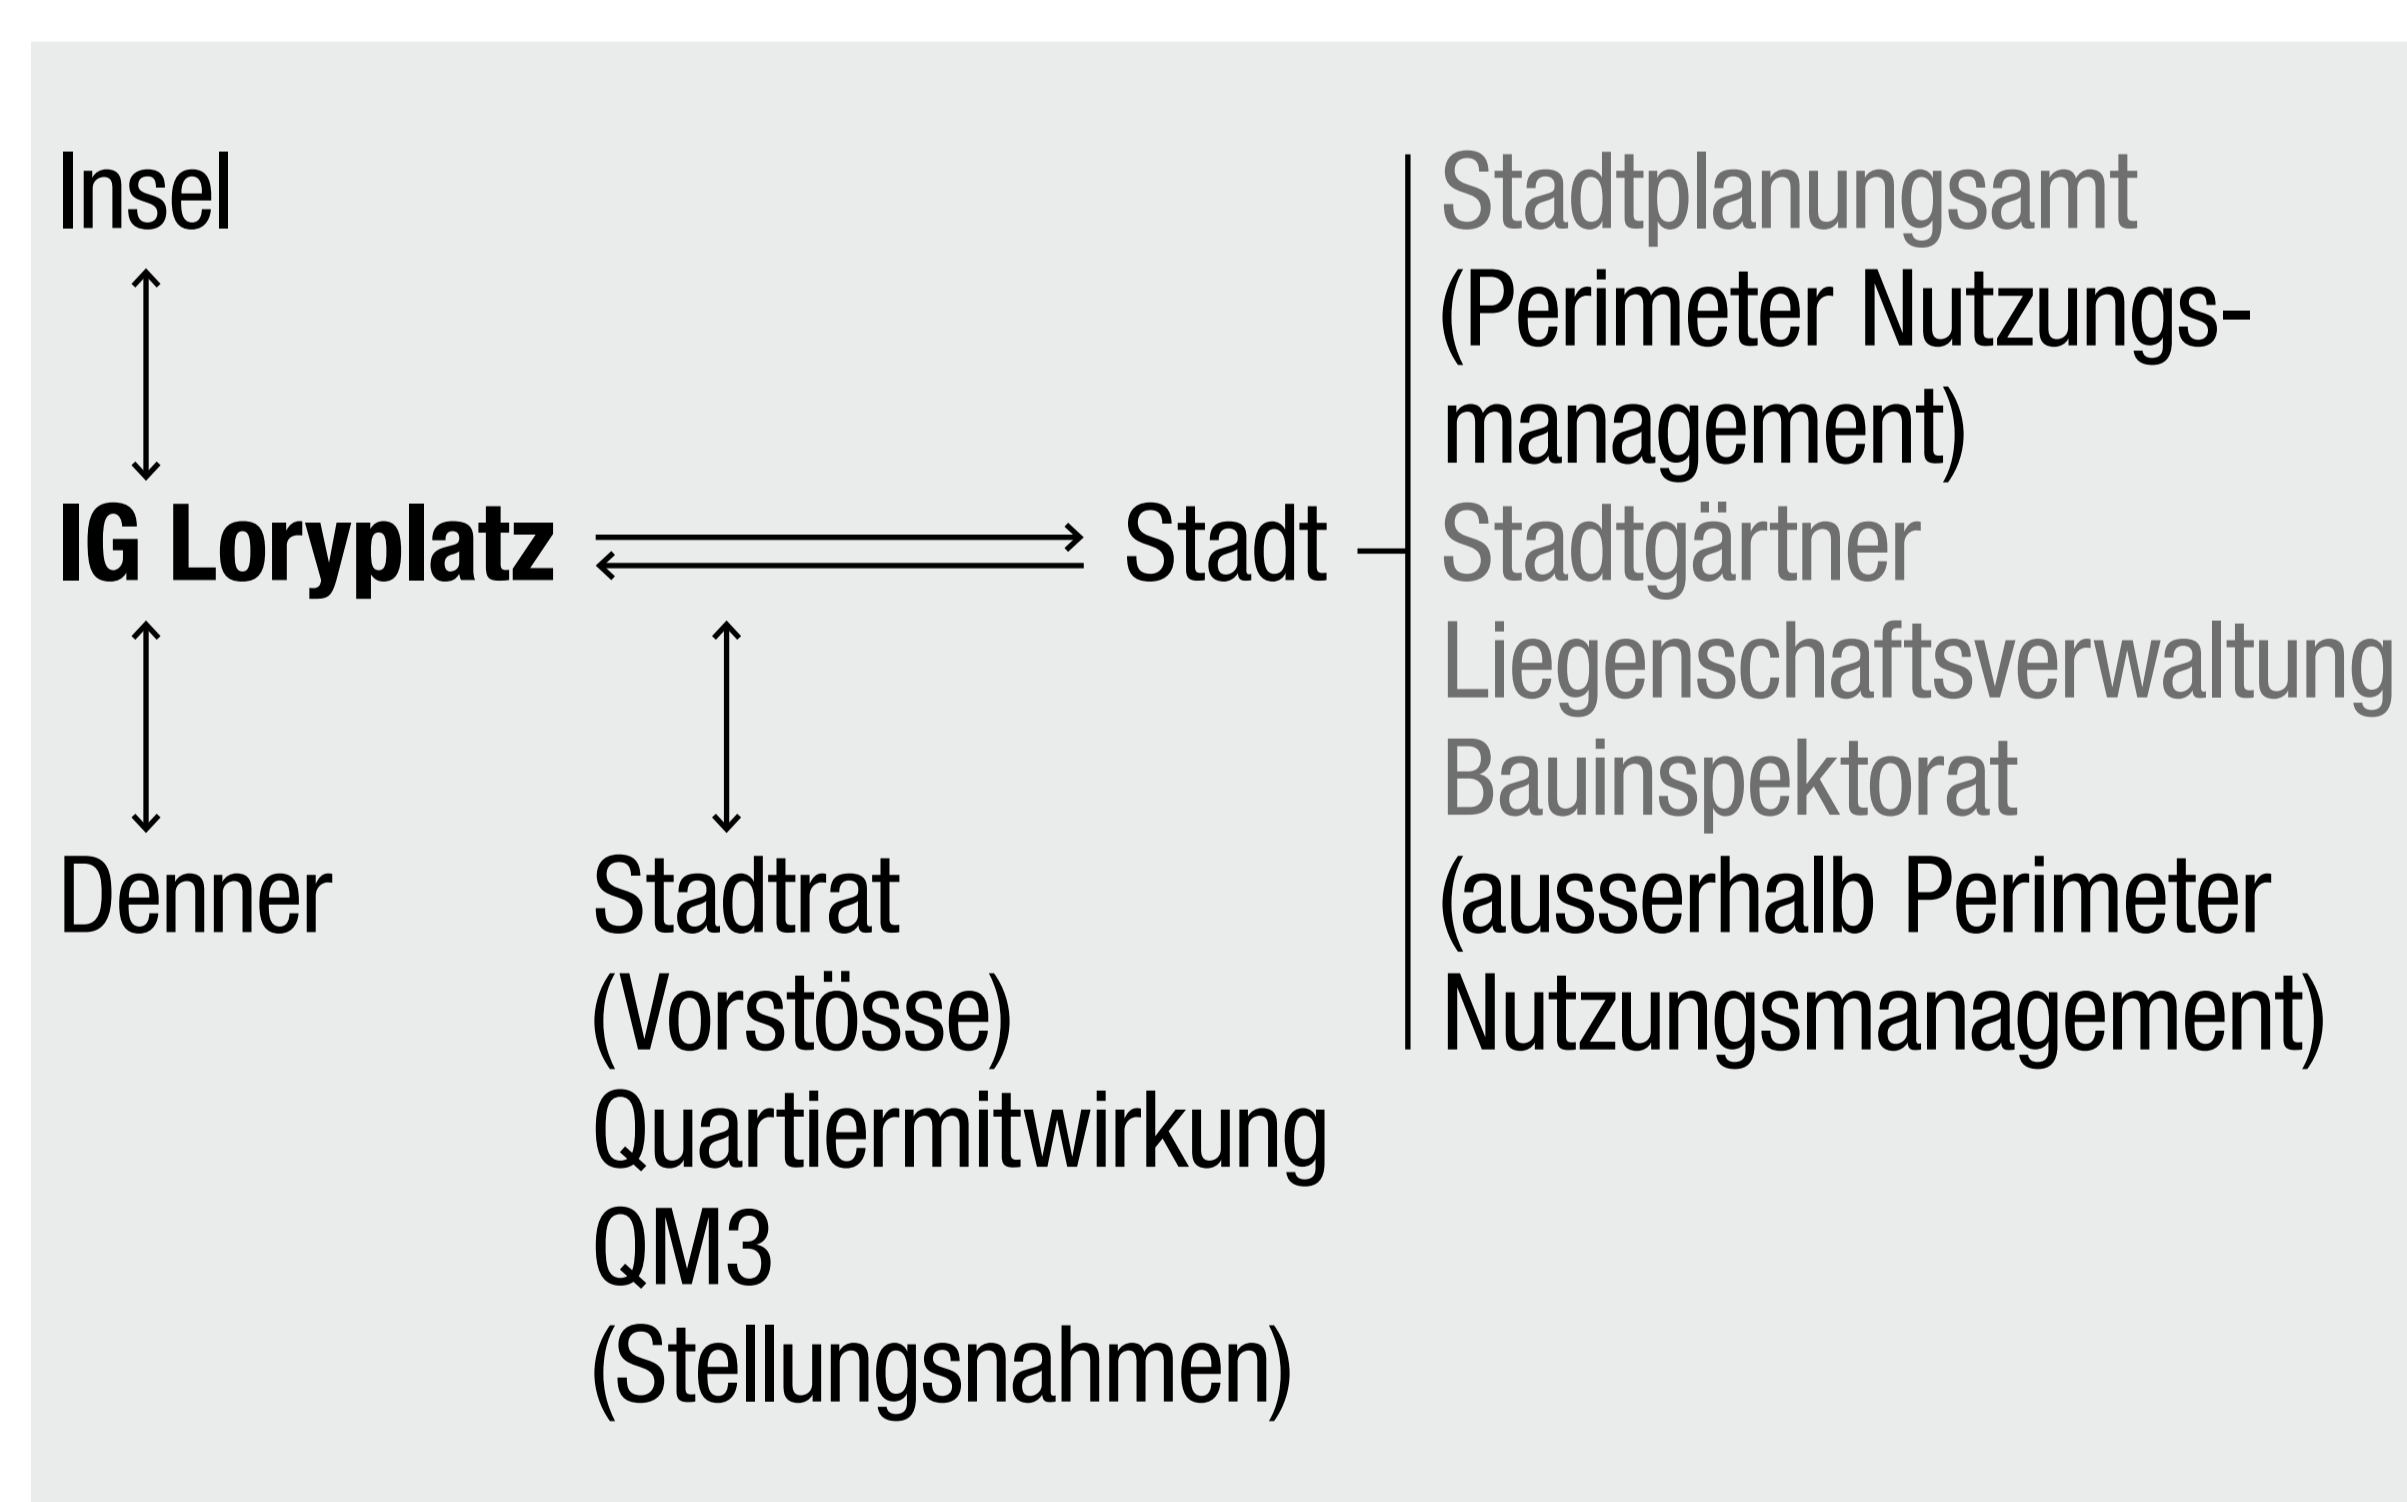 Insel
IG Loryplatz
Denner
Stadt
Stadtrat
(Vorstösse)
Quartiermitwirkung
QM3
(Stellungsnahmen)
Stadtplanungsamt
(Perimeter Nutzungs-
management)
Stadtgärtner
Liegenschaftsverwaltung
Bauinspektorat
(ausserhalb Perimeter
Nutzungsmanagement)